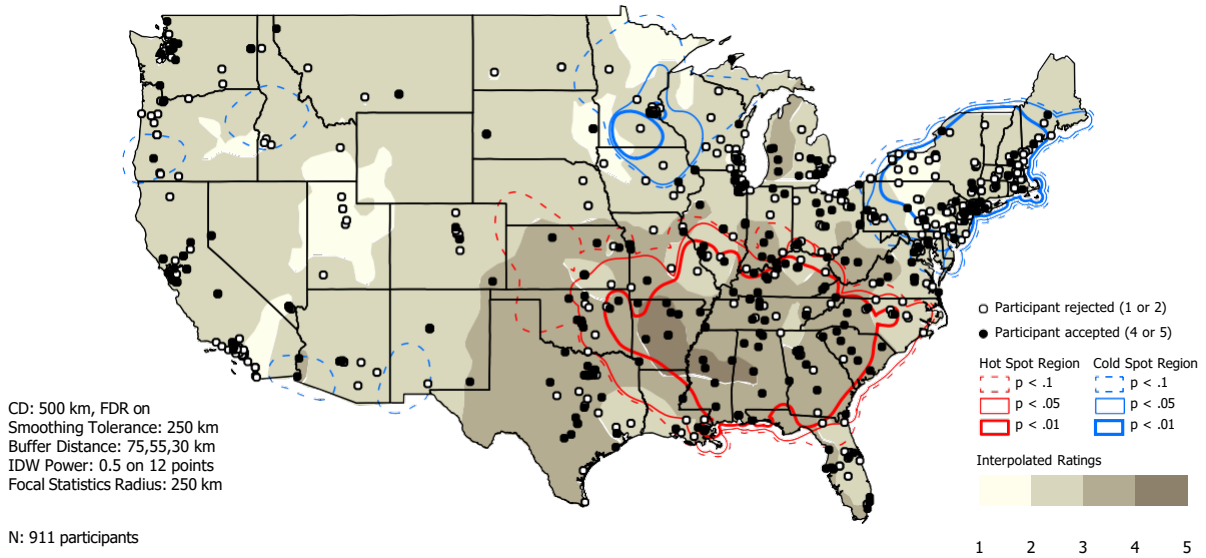 CD: 500 km, FDR on
Smoothing Tolerance: 250 km
Buffer Distance: 75,55,30 km
IDW Power: 0.5 on 12 points
Focal Statistics Radius: 250 km
N: 911 participants
Participant rejected (1 or 2)
Participant accepted (4 or 5)
Hot Spot Region Cold Spot Region
p < .1 p < .1
p < .05 p < .05
p < .01 p < .01
Interpolated Ratings
1 2 3 4 5